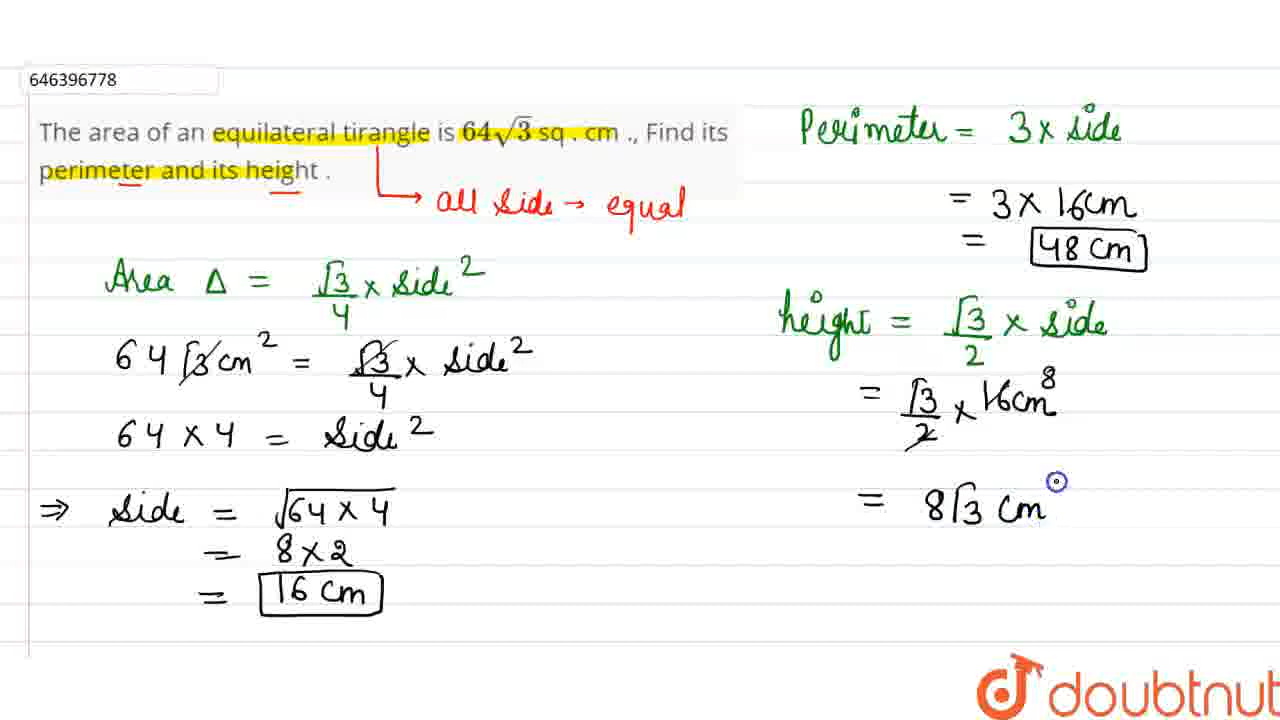 646396778
The area of an equilateral tirangle is 64√3 sq . cm ., Find its
perimeter and its height .
all side → equal
Area Δ = √3/4 × side²
64√3 cm² = √3/4 × side²
64 × 4 = side²
⇒ side = √64 × 4
= 8 × 2
= 16 cm
Perimeter = 3 × side
= 3 × 16cm
= 48 cm
height = √3/2 × side
= √3/2 × 16cm 8
= 8√3 cm
doubtnut